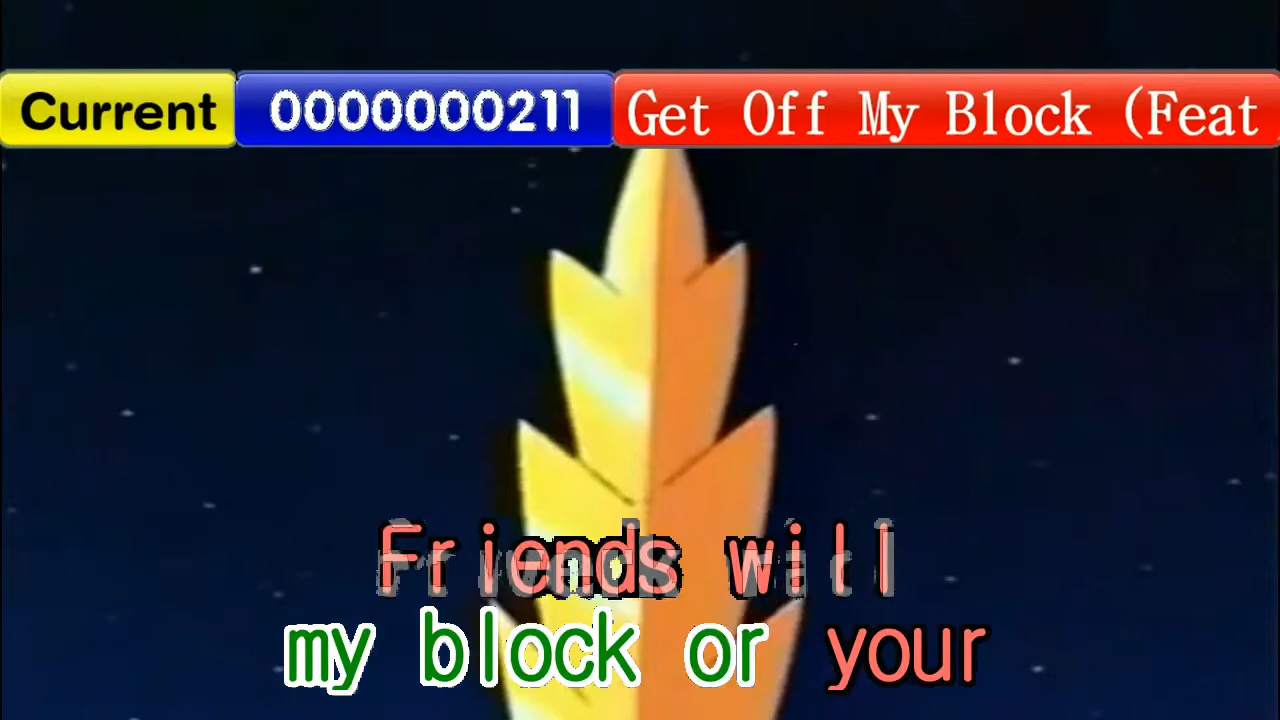 Current 0000000211 Get Off My Block (Feat
Friends will
my block or your